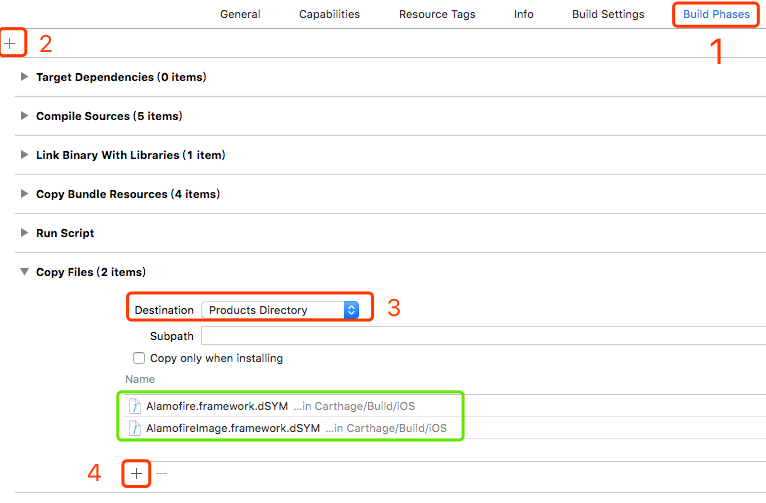 General Capabilities Resource Tags Info Build Settings Build Phases
1
+ 2
Target Dependencies (0 items)
Compile Sources (5 items)
Link Binary With Libraries (1 item)
Copy Bundle Resources (4 items)
Run Script
Copy Files (2 items)
Destination Products Directory 3
Subpath
Copy only when installing
Name
Alamofire.framework.dSYM ...in Carthage/Build/iOS
AlamofireImage.framework.dSYM ...in Carthage/Build/iOS
4 + −